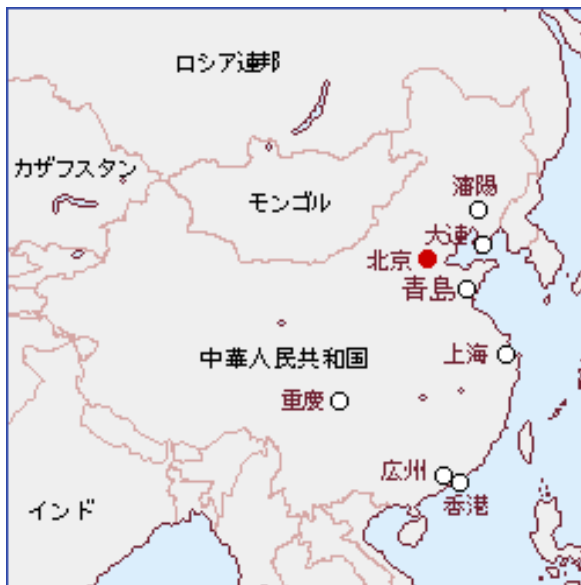 ロシア連邦
カザフスタン
モンゴル
瀋陽
大連
北京
青島
中華人民共和国
上海
重慶
広州
香港
インド